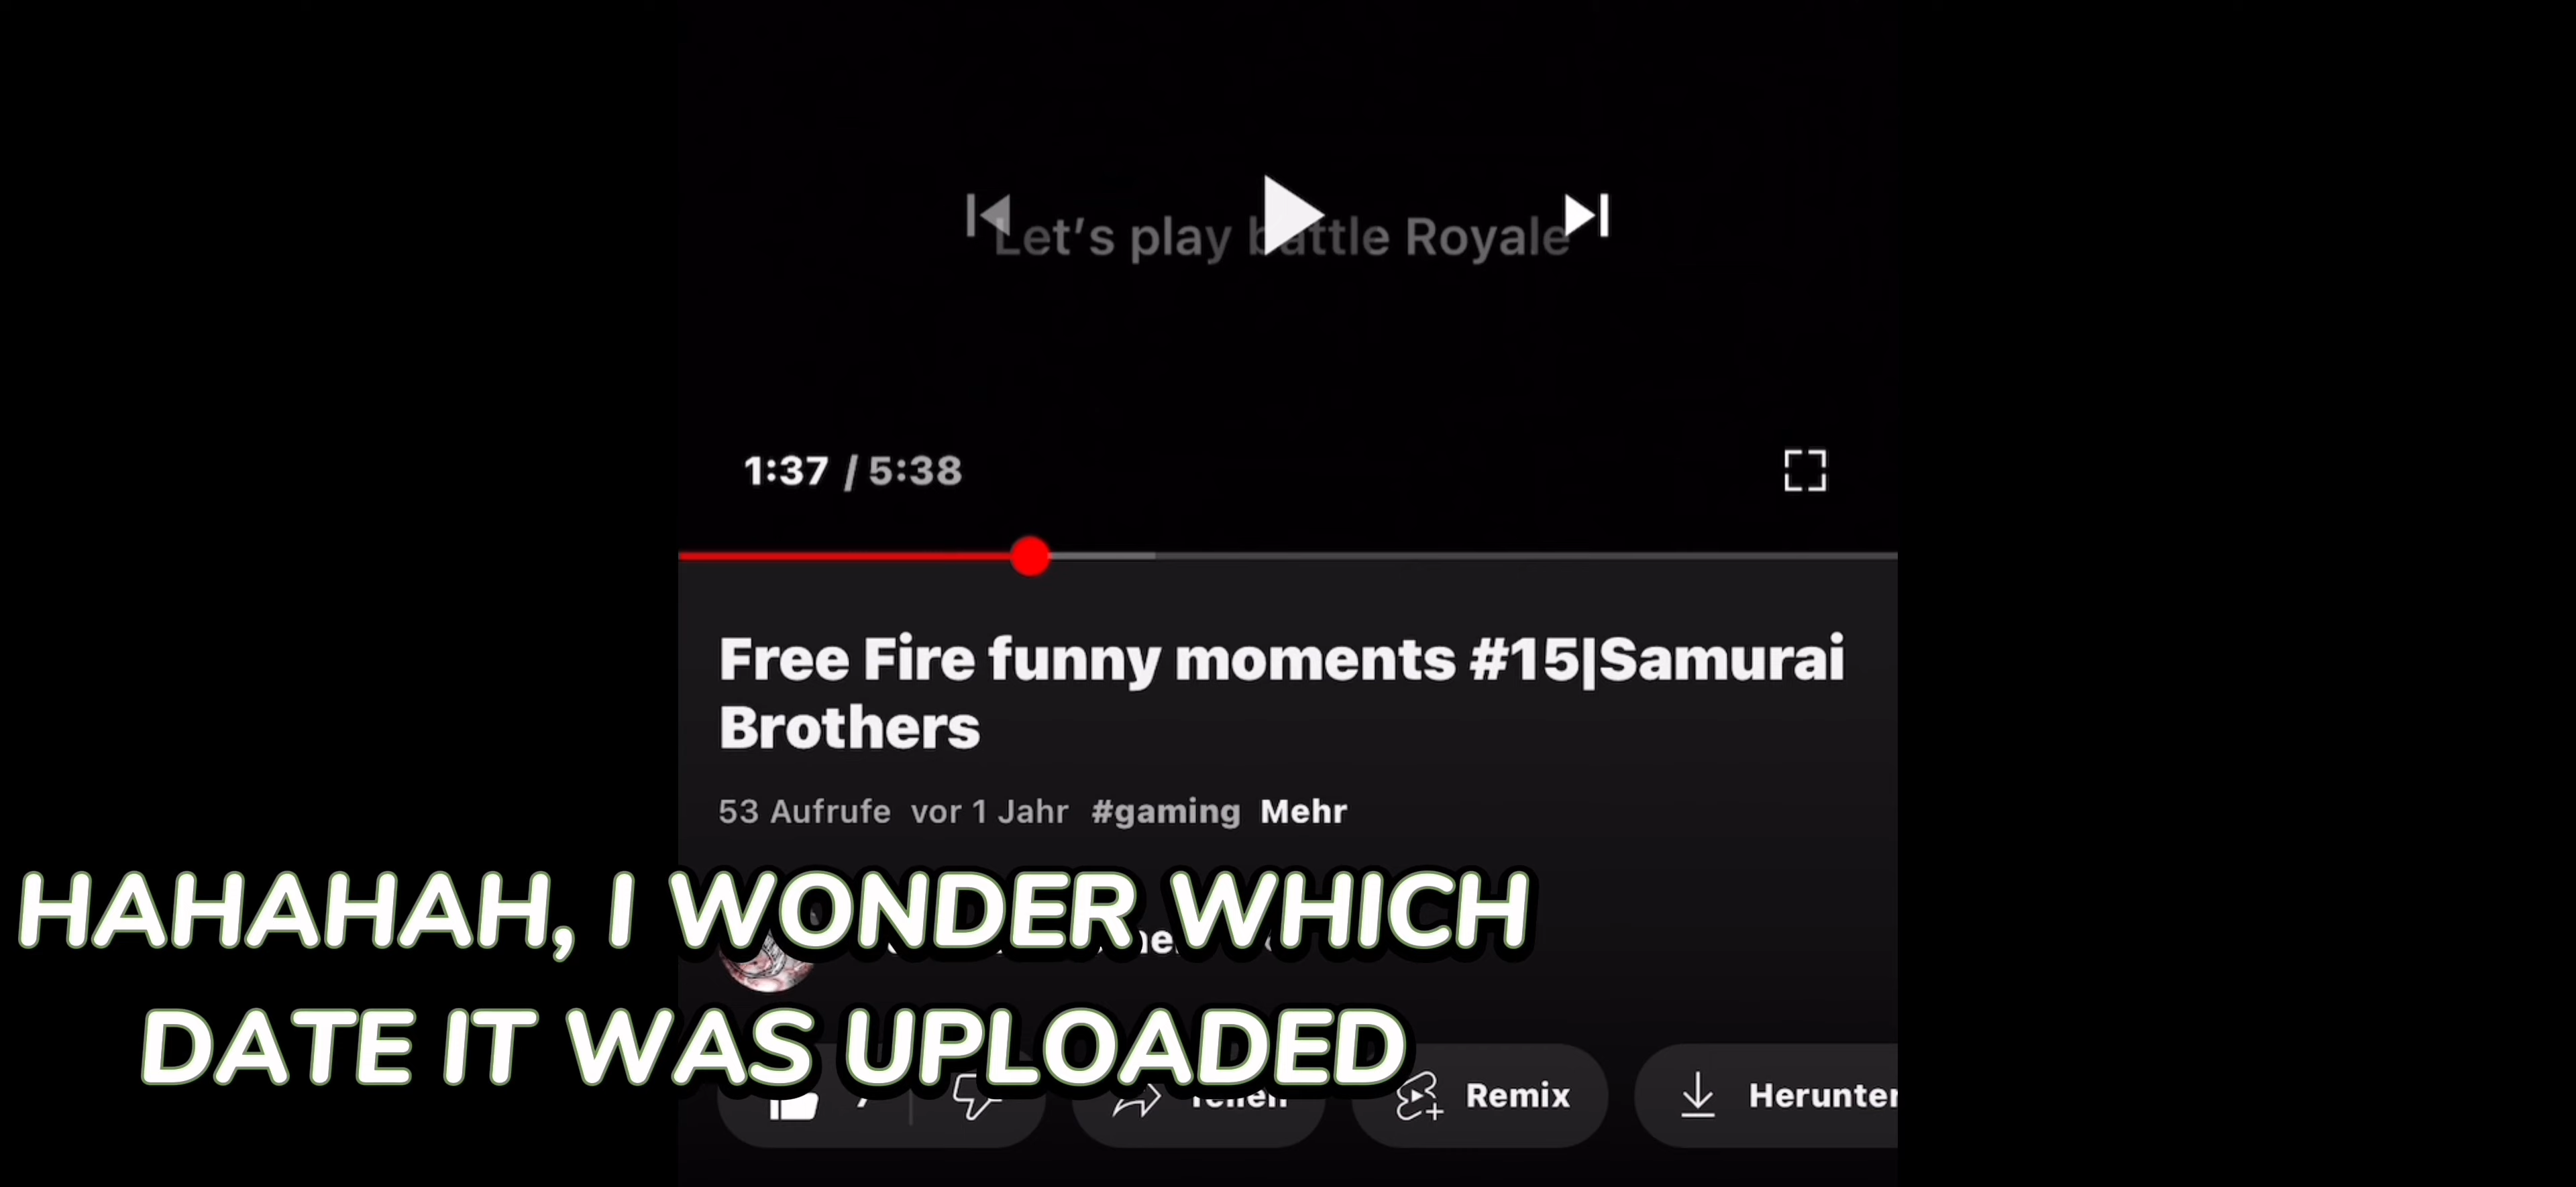 Let's play battle Royale
1:37 / 5:38
Free Fire funny moments #15|Samurai
Brothers
53 Aufrufe vor 1 Jahr #gaming Mehr
HAHAHAH, I WONDER WHICH
DATE IT WAS UPLOADED
Teilen Remix Herunter